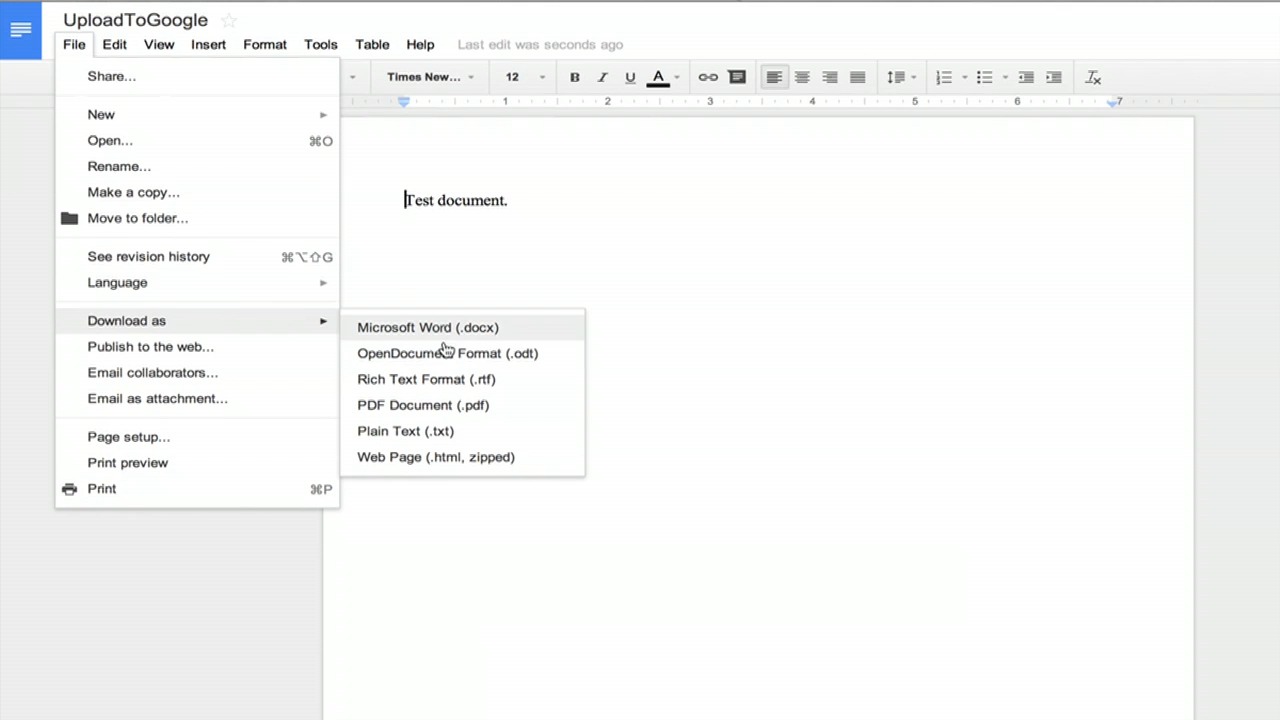 UploadToGoogle
File Edit View Insert Format Tools Table Help Last edit was seconds ago
Times New... 12 B I U A
1 2 3 4 5 6 7
Share...
New
Open... ⌘O
Rename...
Make a copy...
Move to folder...
See revision history ⌘⌥⇧G
Language
Download as
Publish to the web...
Email collaborators...
Email as attachment...
Page setup...
Print preview
Print ⌘P
Microsoft Word (.docx)
OpenDocument Format (.odt)
Rich Text Format (.rtf)
PDF Document (.pdf)
Plain Text (.txt)
Web Page (.html, zipped)
Test document.